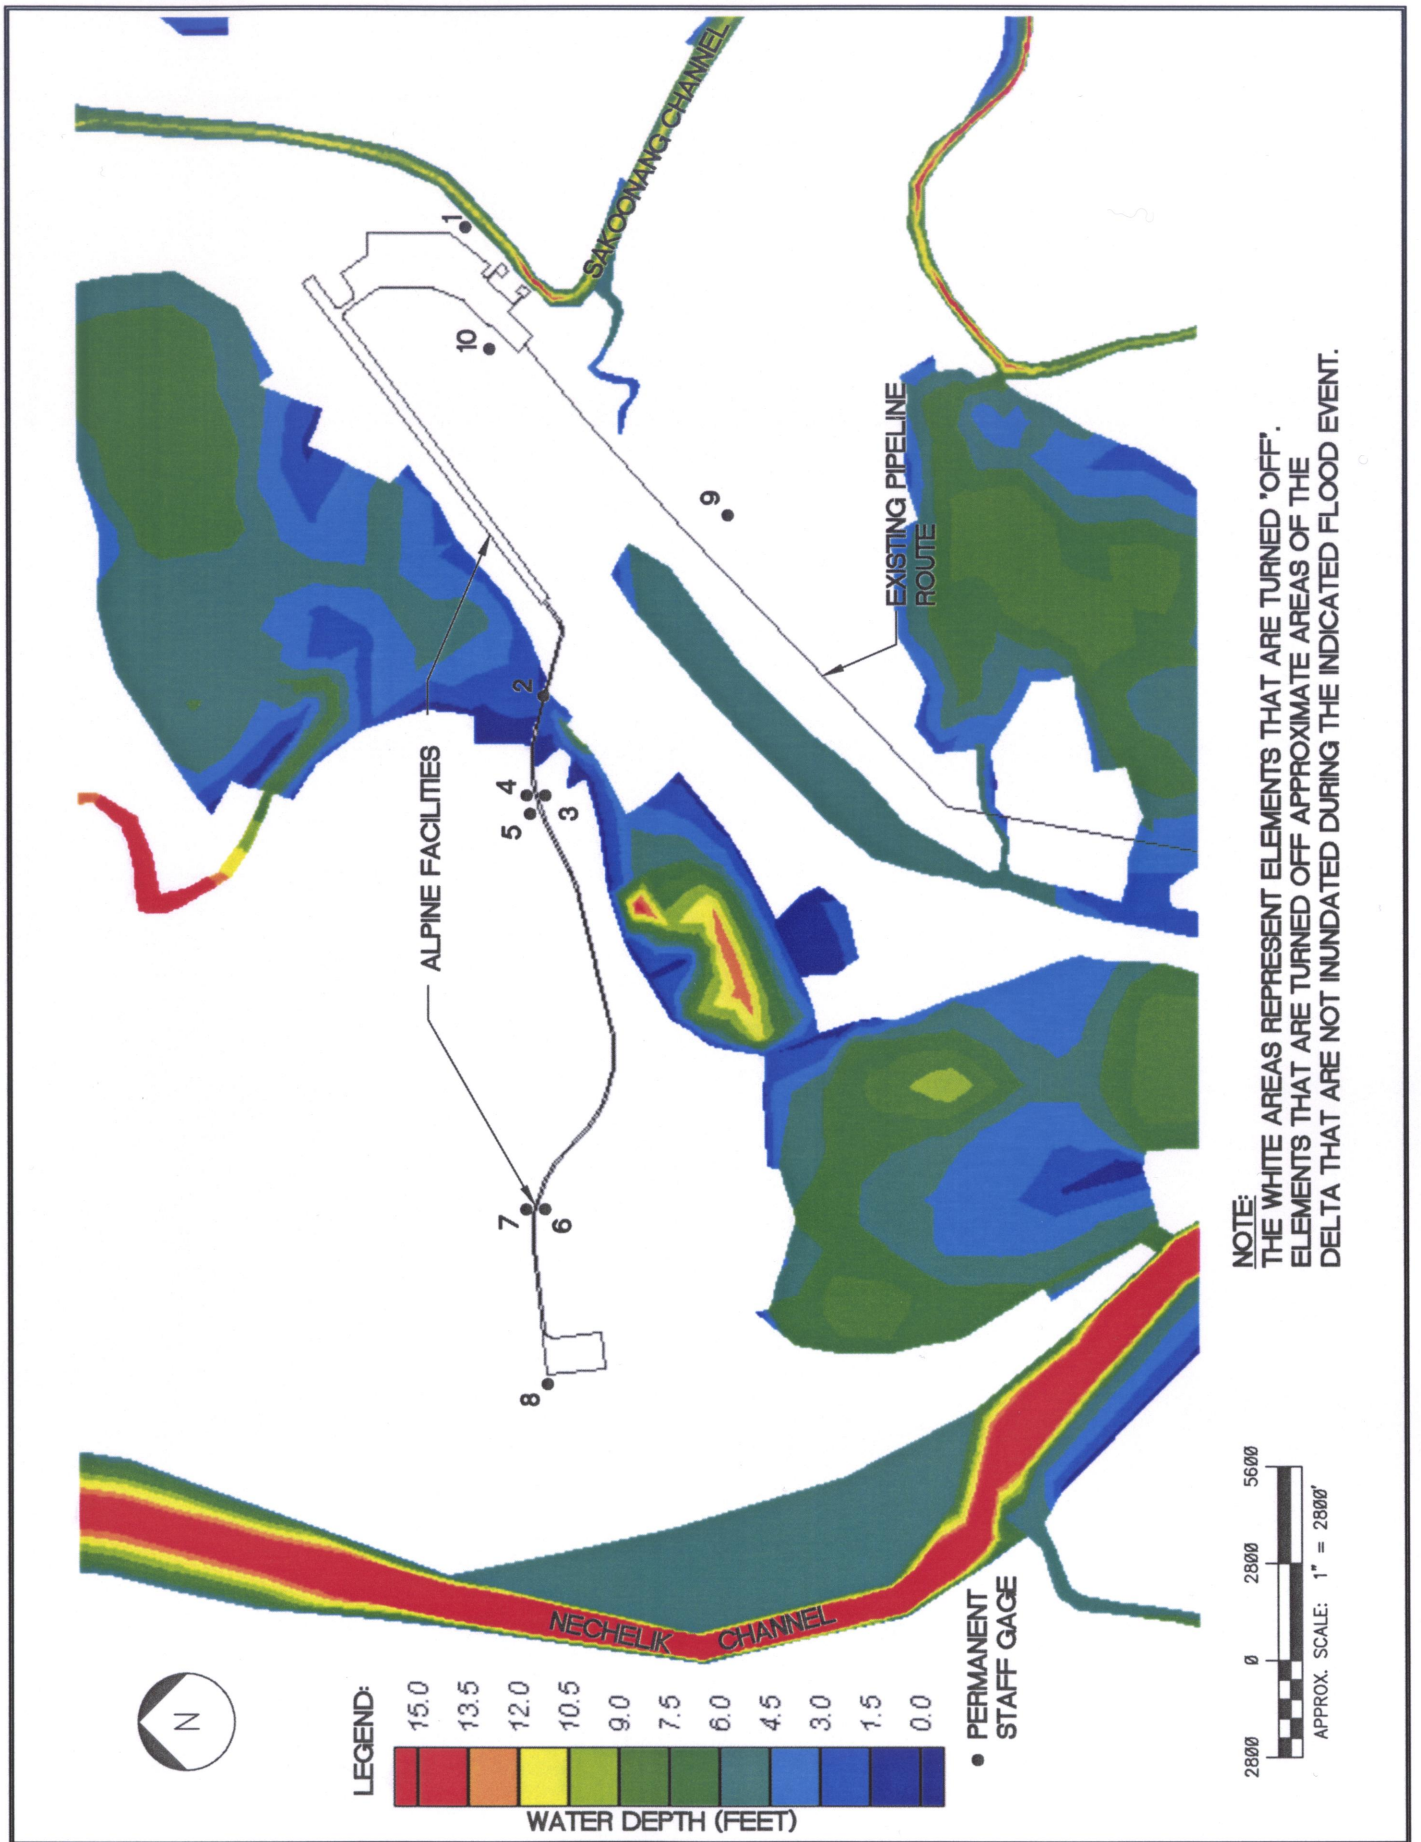 SAKOONANG CHANNEL
1
10
9
2
4
5
3
7
6
8
ALPINE FACILITIES
EXISTING PIPELINE
ROUTE
NECHELIK CHANNEL
N
LEGEND:
15.0
13.5
12.0
10.5
9.0
7.5
6.0
4.5
3.0
1.5
0.0
WATER DEPTH (FEET)
PERMANENT
STAFF GAGE
2800 0 2800 5600
APPROX. SCALE: 1" = 2800'
NOTE:
THE WHITE AREAS REPRESENT ELEMENTS THAT ARE TURNED 'OFF'.
ELEMENTS THAT ARE TURNED OFF APPROXIMATE AREAS OF THE
DELTA THAT ARE NOT INUNDATED DURING THE INDICATED FLOOD EVENT.